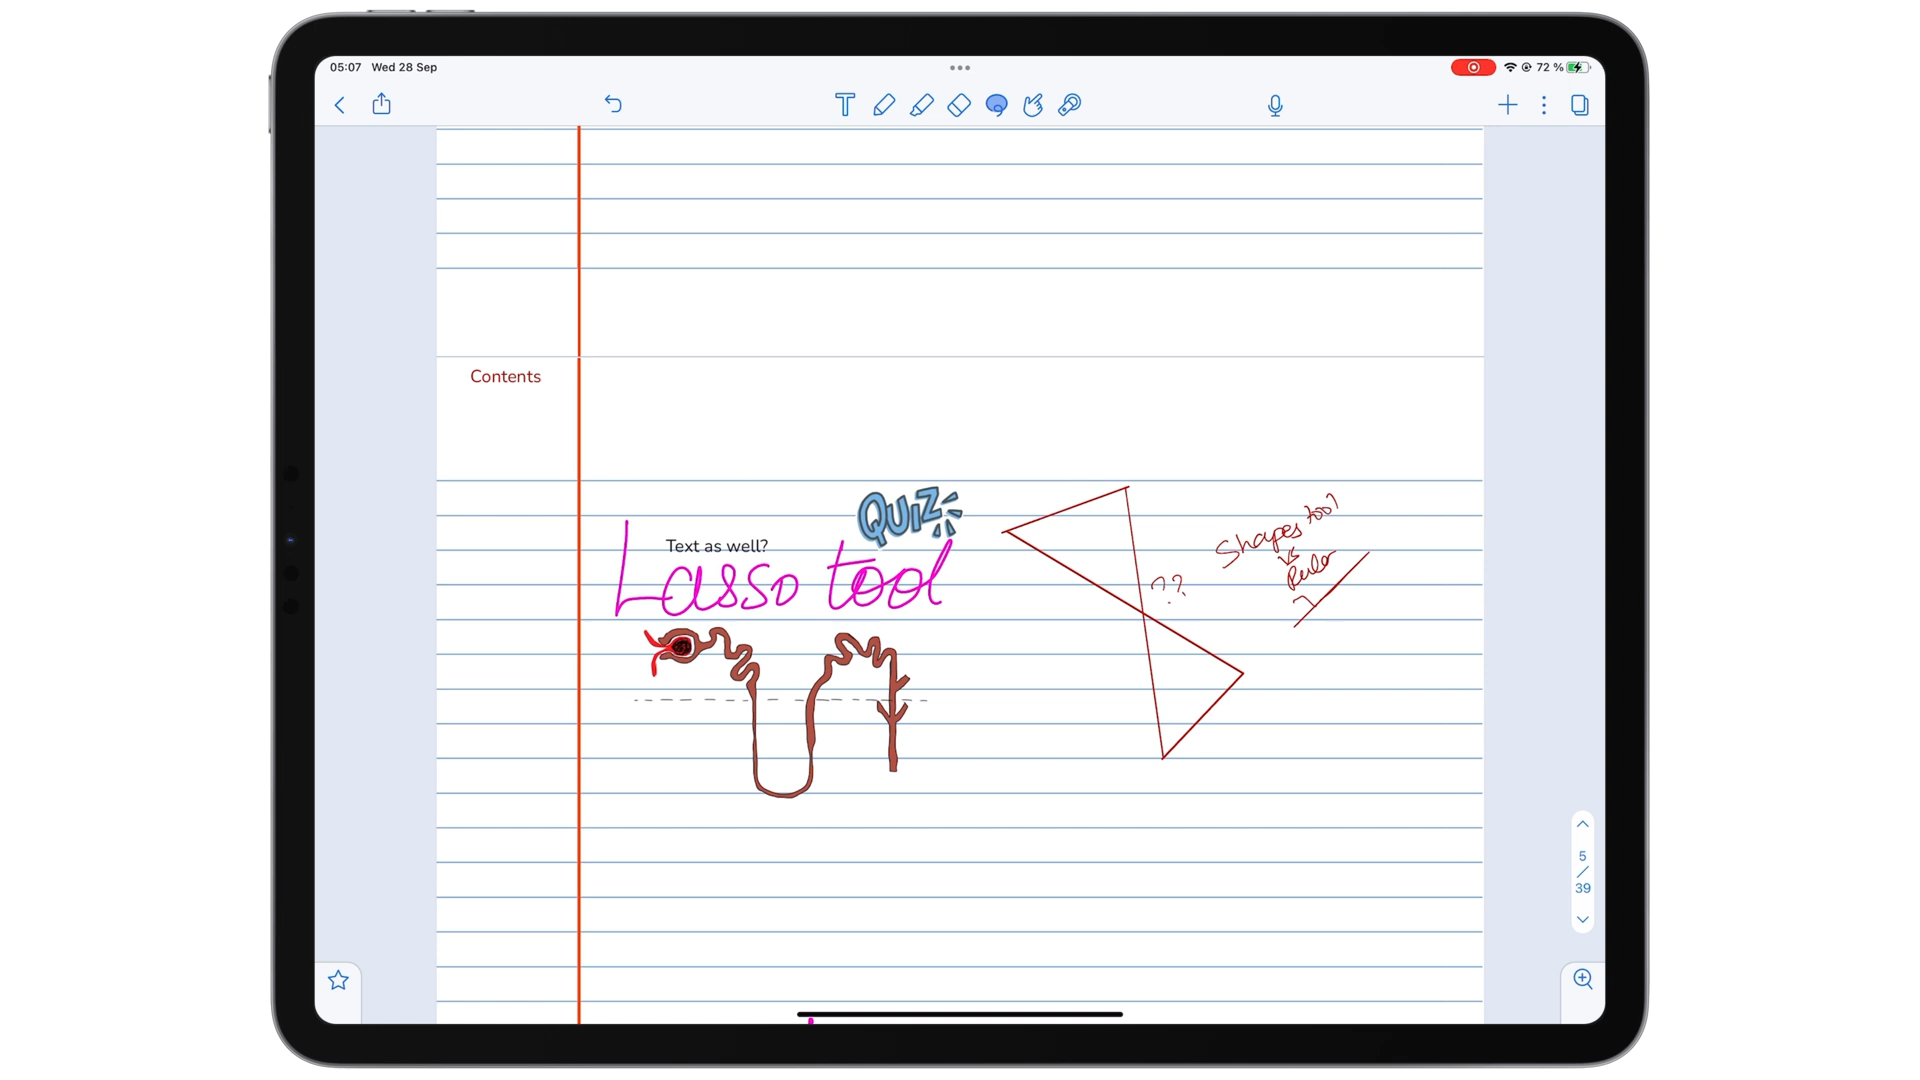 05:07 Wed 28 Sep
72 %
Contents
QUIZ
Text as well?
Lasso tool
??
Shapes tool
vs
Ruler
5
/
39